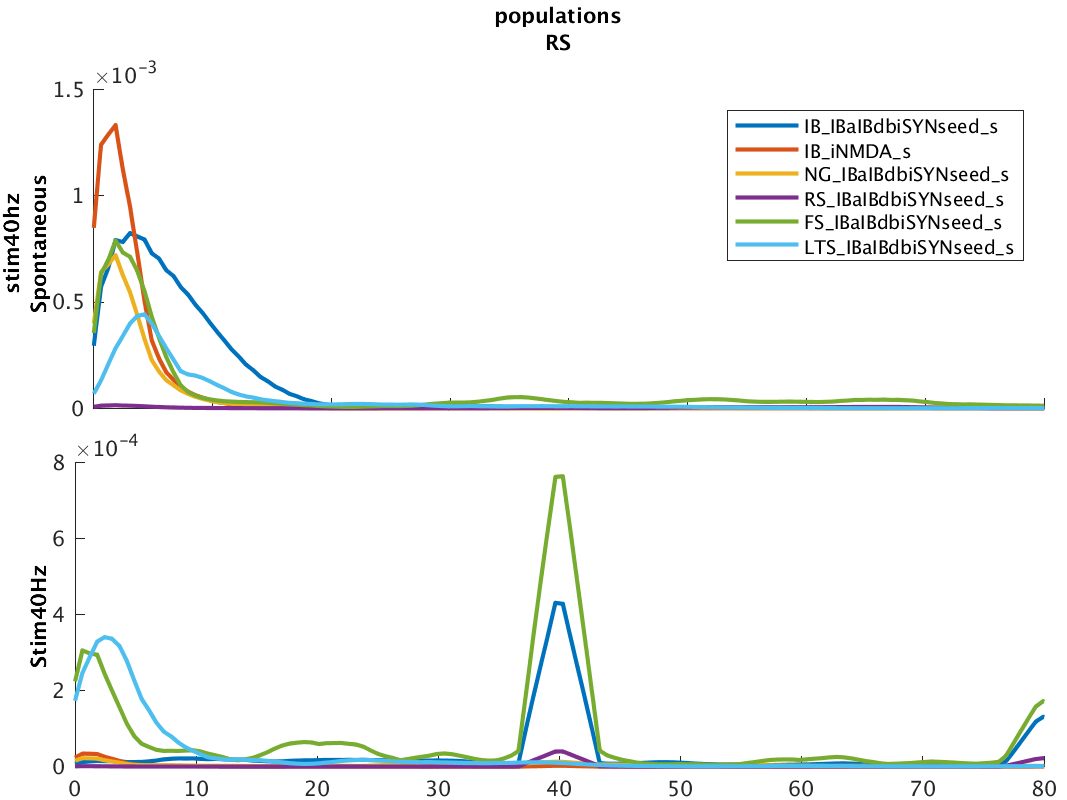 populations
RS
×10⁻³
1.5
1
0.5
0
stim40hz
Spontaneous
IB_IBaIBdbiSYNseed_s
IB_iNMDA_s
NG_IBaIBdbiSYNseed_s
RS_IBaIBdbiSYNseed_s
FS_IBaIBdbiSYNseed_s
LTS_IBaIBdbiSYNseed_s
×10⁻⁴
8
6
4
2
0
Stim40Hz
0 10 20 30 40 50 60 70 80